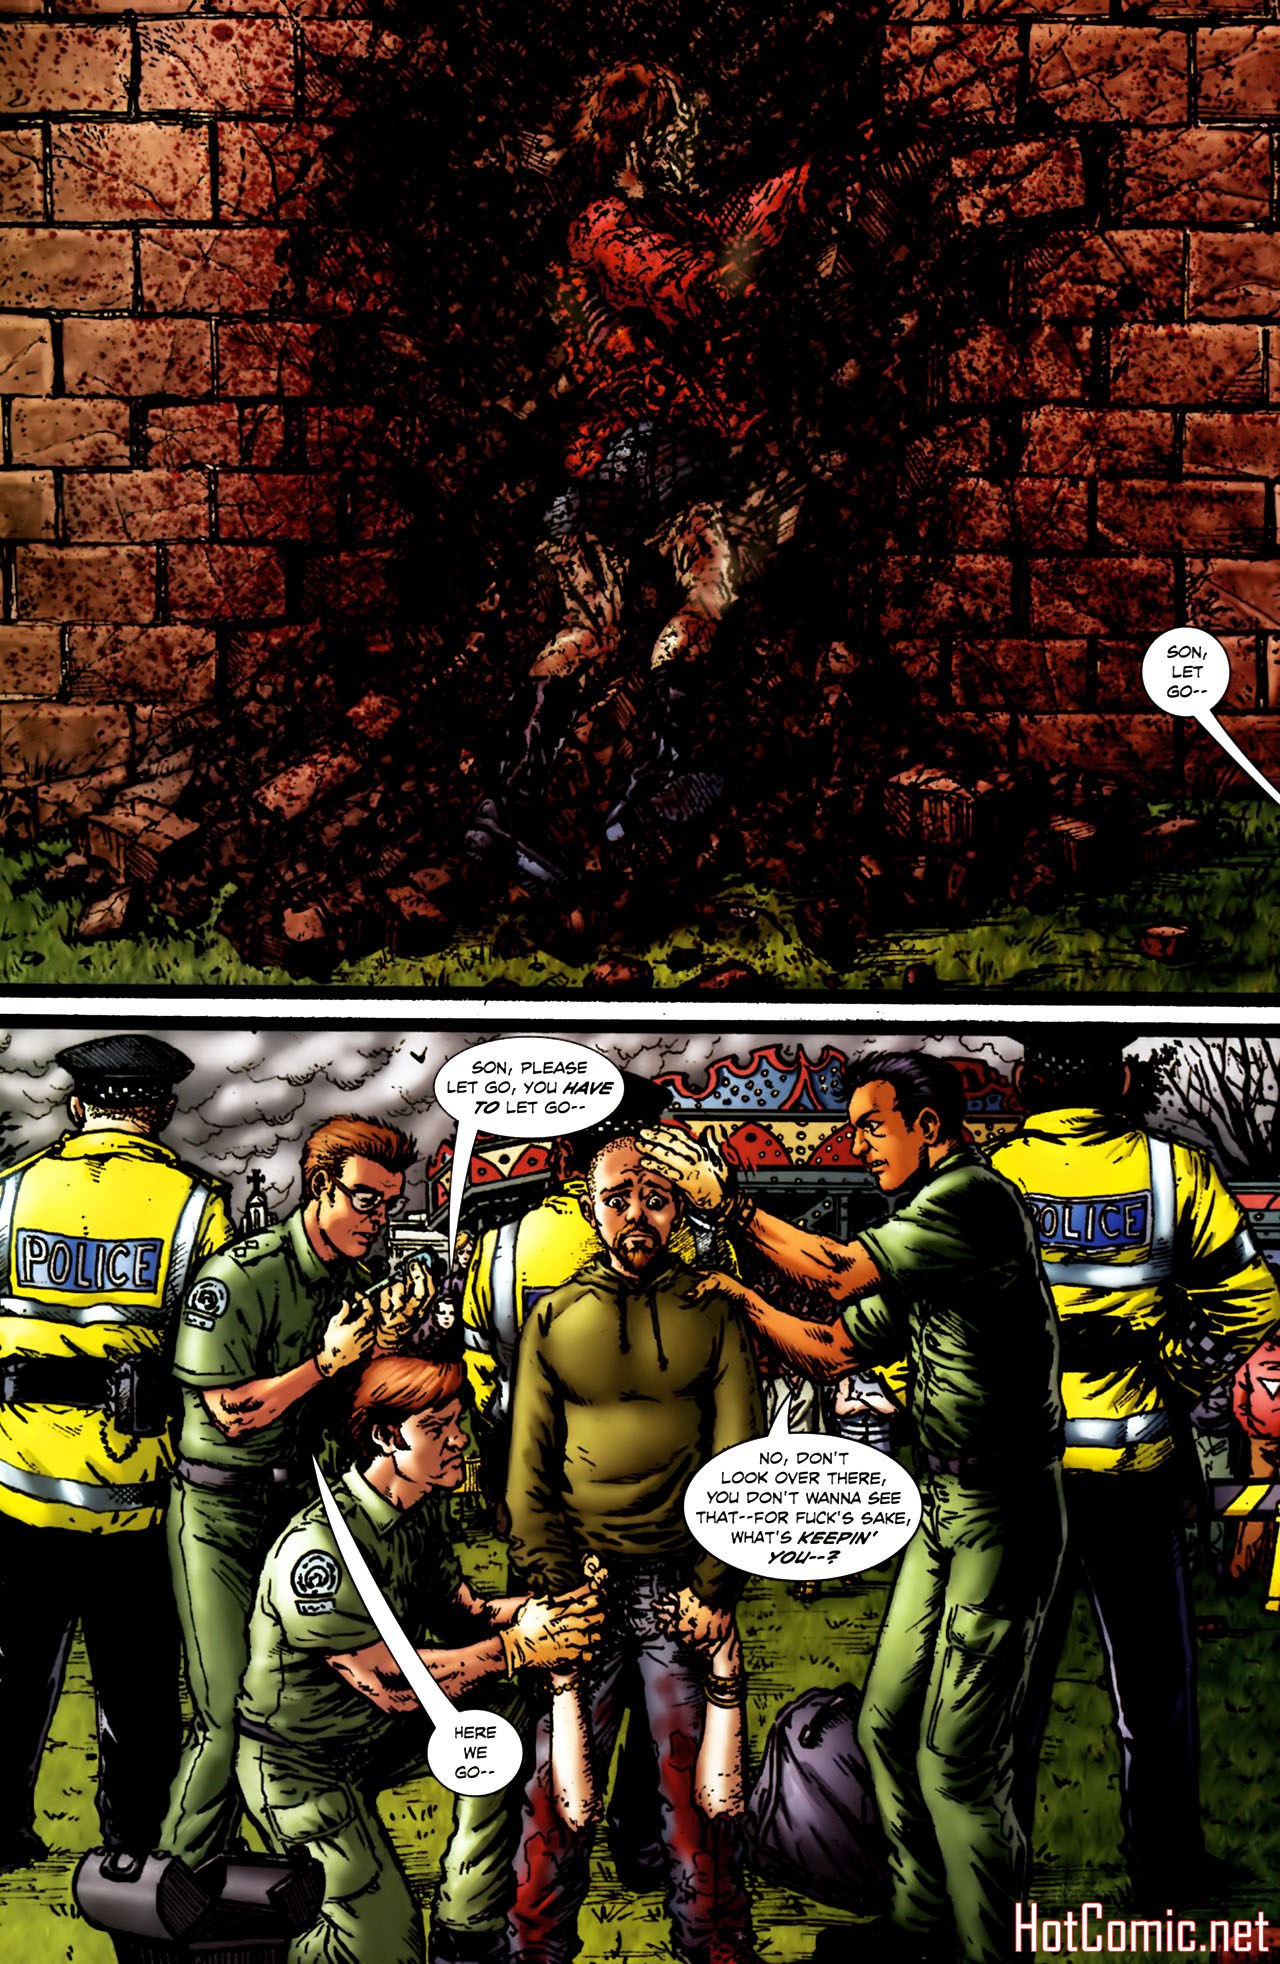 SON,
LET
GO--
SON, PLEASE
LET GO, YOU HAVE
TO LET GO--
POLICE
POLICE
NO, DON'T
LOOK OVER THERE,
YOU DON'T WANNA SEE
THAT--FOR FUCK'S SAKE,
WHAT'S KEEPIN'
YOU--?
HERE
WE
GO--
HotComic.net